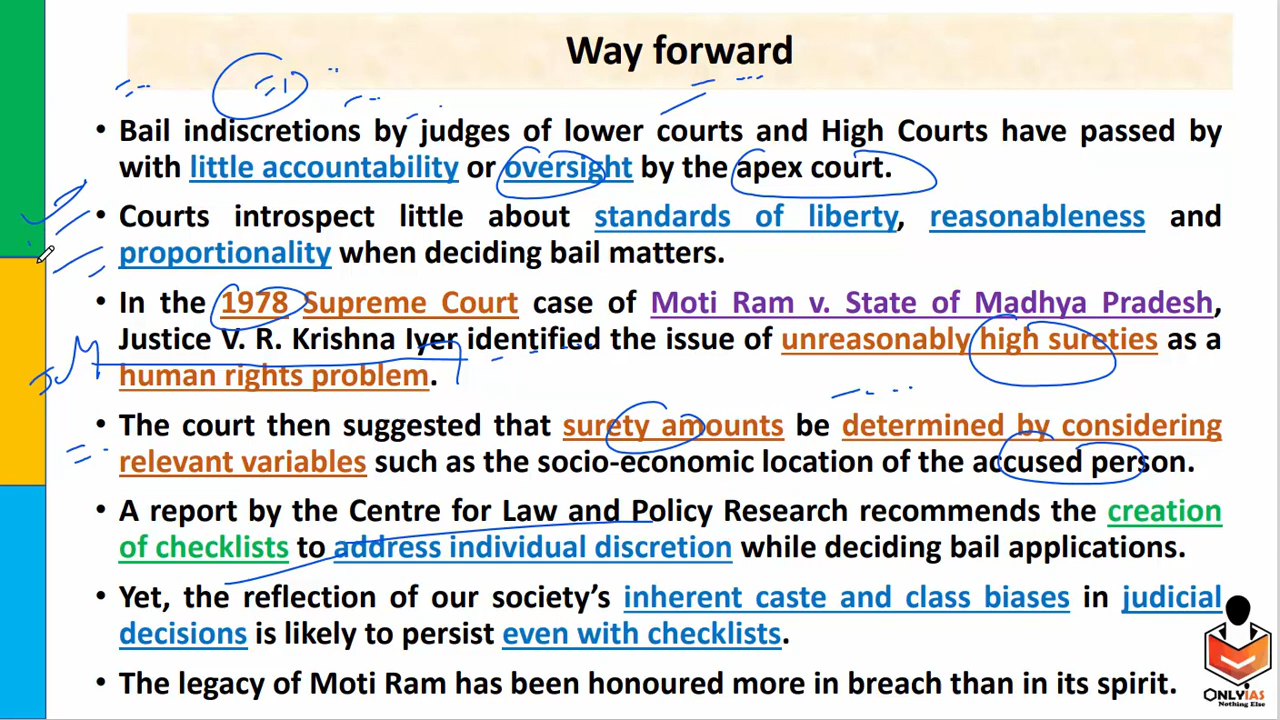 Way forward
• Bail indiscretions by judges of lower courts and High Courts have passed by
with little accountability or oversight by the apex court.
• Courts introspect little about standards of liberty, reasonableness and
proportionality when deciding bail matters.
• In the 1978 Supreme Court case of Moti Ram v. State of Madhya Pradesh,
Justice V. R. Krishna Iyer identified the issue of unreasonably high sureties as a
human rights problem.
• The court then suggested that surety amounts be determined by considering
relevant variables such as the socio-economic location of the accused person.
• A report by the Centre for Law and Policy Research recommends the creation
of checklists to address individual discretion while deciding bail applications.
• Yet, the reflection of our society's inherent caste and class biases in judicial
decisions is likely to persist even with checklists.
• The legacy of Moti Ram has been honoured more in breach than in its spirit.
ONLYIAS
Nothing Else